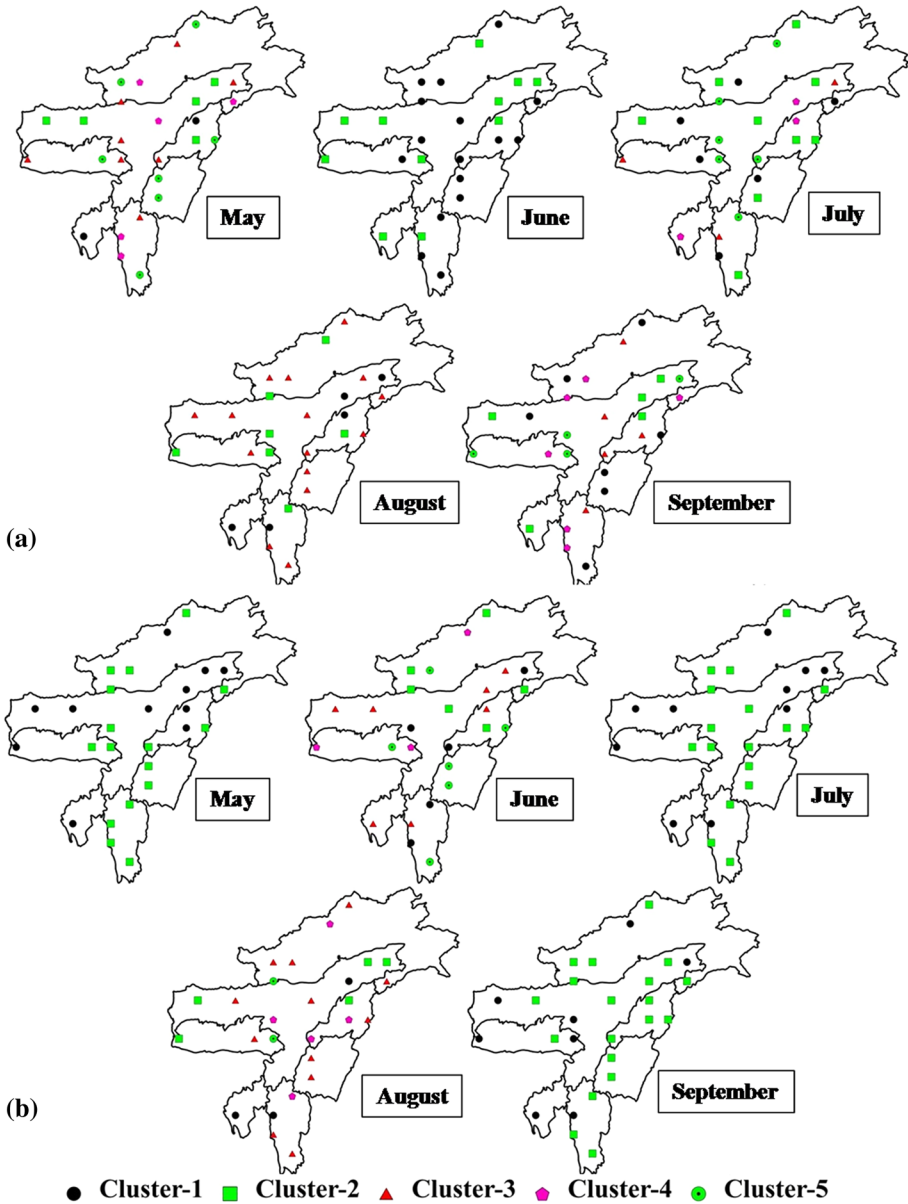 May
June
July
August
September
(a)
May
June
July
August
September
(b)
Cluster-1 Cluster-2 Cluster-3 Cluster-4 Cluster-5